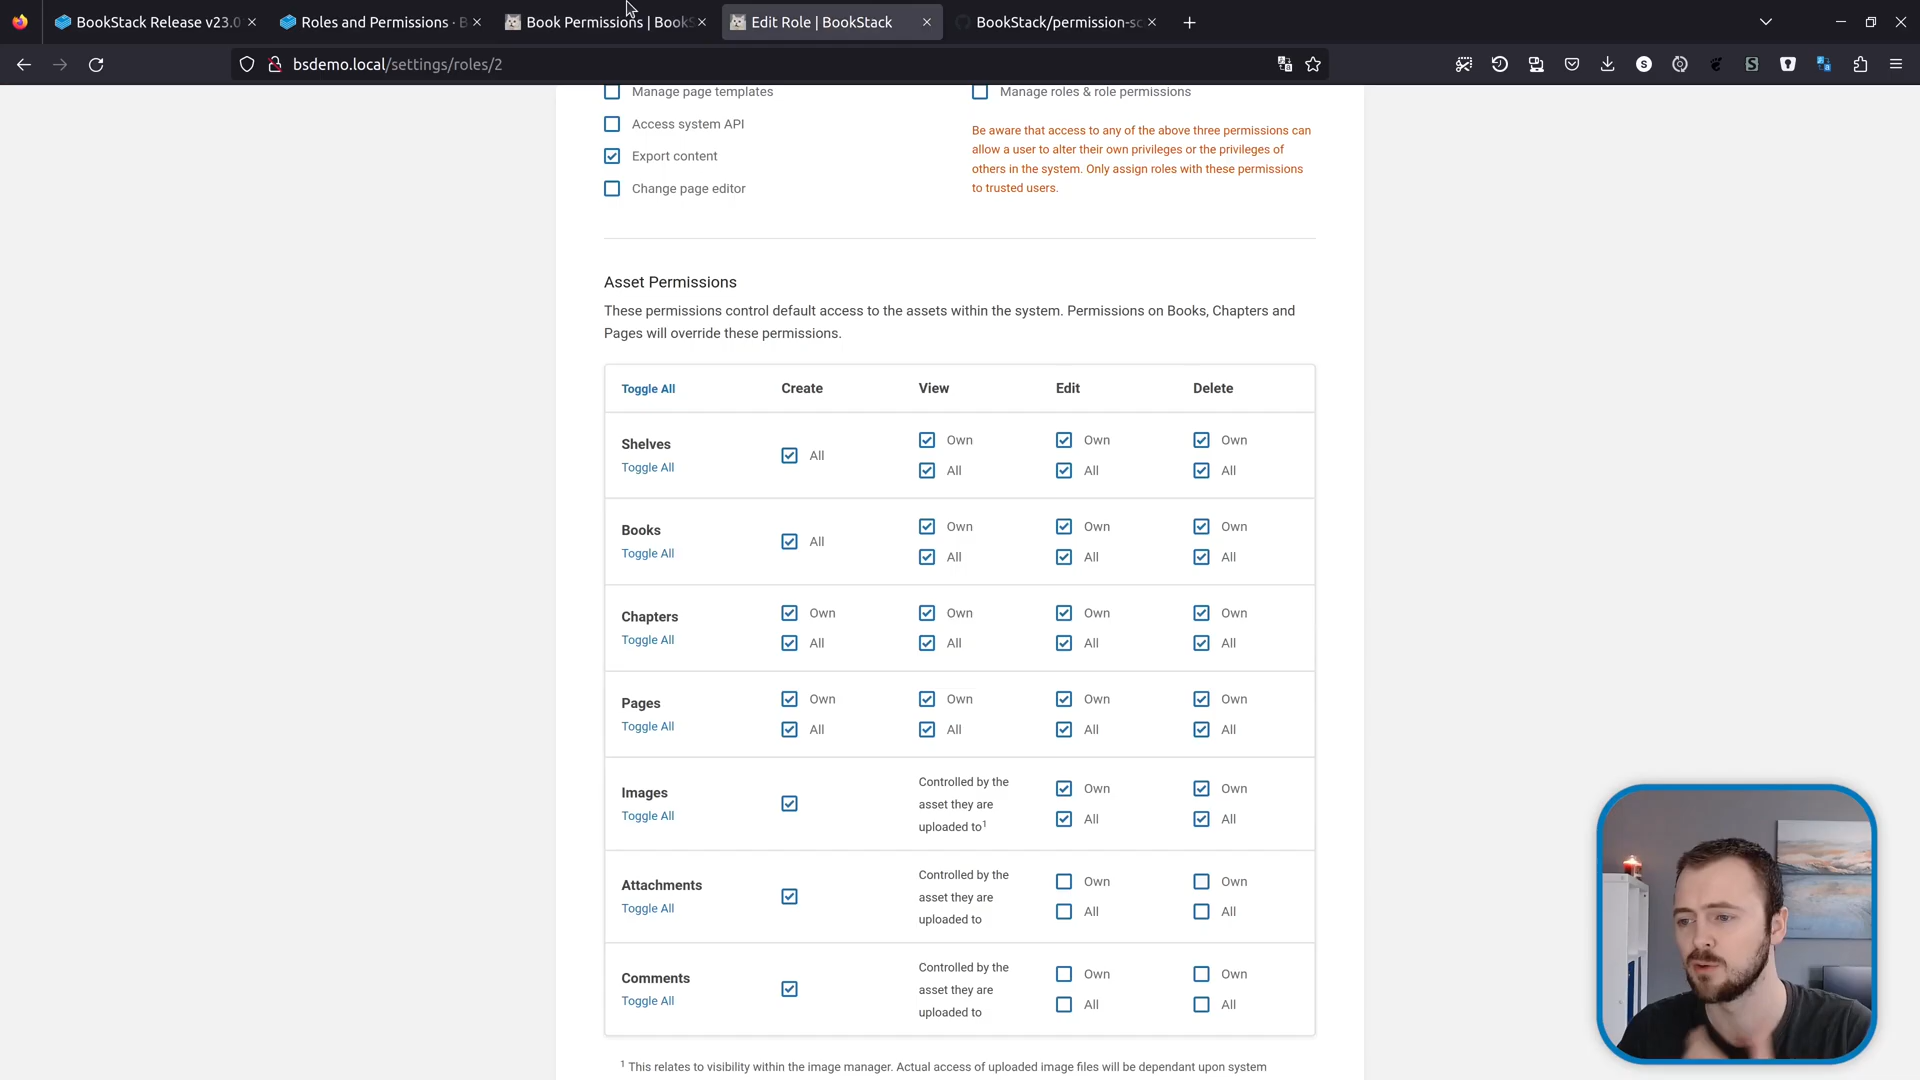 BookStack Release v23.0
Roles and Permissions · B
Book Permissions | BookS
Edit Role | BookStack
BookStack/permission-sc
bsdemo.local/settings/roles/2
Manage page templates
Manage roles & role permissions
Access system API
Export content
Change page editor
Be aware that access to any of the above three permissions can
allow a user to alter their own privileges or the privileges of
others in the system. Only assign roles with these permissions
to trusted users.
Asset Permissions
These permissions control default access to the assets within the system. Permissions on Books, Chapters and
Pages will override these permissions.
Toggle All Create View Edit Delete
Shelves
Toggle All
All
Own Own Own
All All All
Books
Toggle All
All
Own Own Own
All All All
Chapters
Toggle All
Own Own Own Own
All All All All
Pages
Toggle All
Own Own Own Own
All All All All
Images
Toggle All
Controlled by the
asset they are
uploaded to1
Own Own
All All
Attachments
Toggle All
Controlled by the
asset they are
uploaded to
Own Own
All All
Comments
Toggle All
Controlled by the
asset they are
uploaded to
Own Own
All All
1 This relates to visibility within the image manager. Actual access of uploaded image files will be dependant upon system